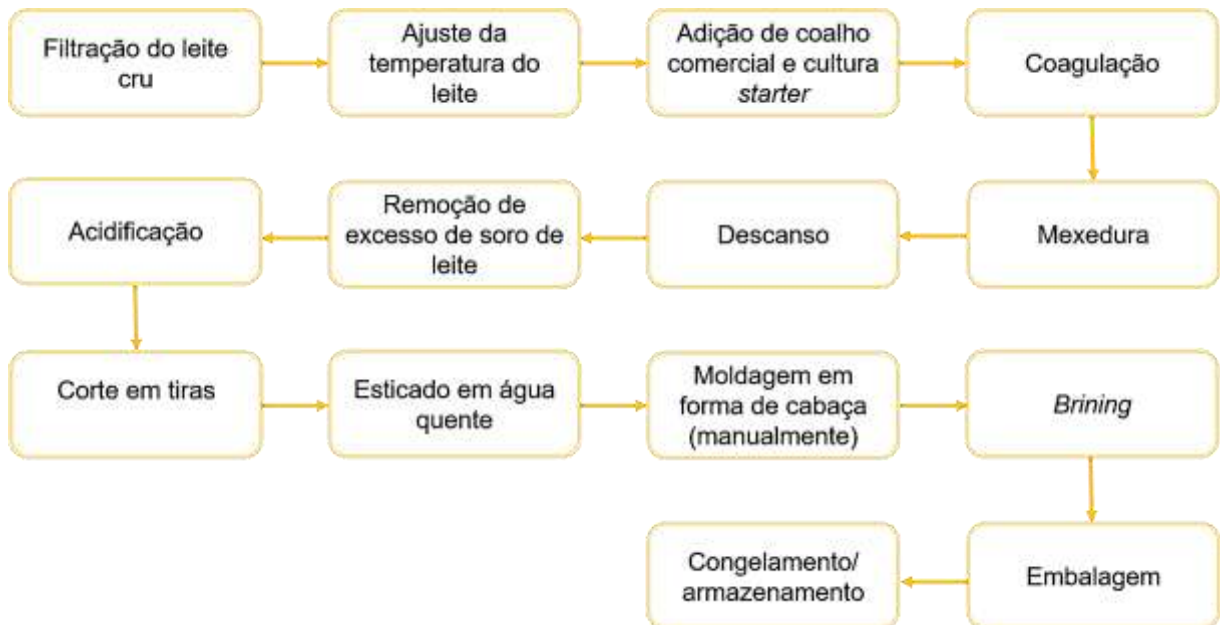 Filtração do leite
cru
Ajuste da
temperatura do
leite
Adição de coalho
comercial e cultura
starter
Coagulação
Mexedura
Descanso
Remoção de
excesso de soro de
leite
Acidificação
Corte em tiras
Esticado em água
quente
Moldagem em
forma de cabaça
(manualmente)
Brining
Embalagem
Congelamento/
armazenamento